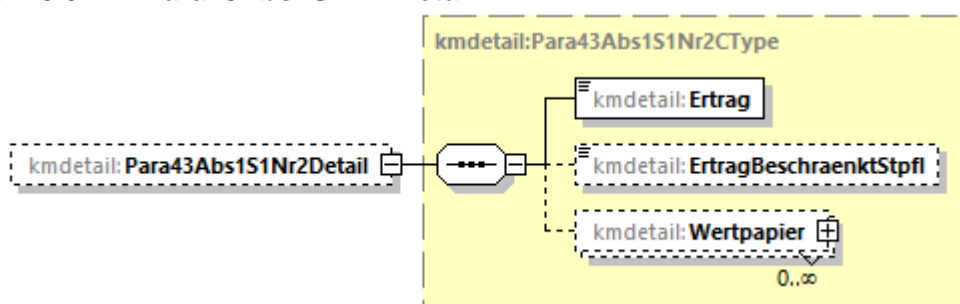 kmdetail:Para43Abs1S1Nr2CType
kmdetail:Ertrag
kmdetail:Para43Abs1S1Nr2Detail
kmdetail:ErtragBeschraenktStpfl
kmdetail:Wertpapier
0..∞